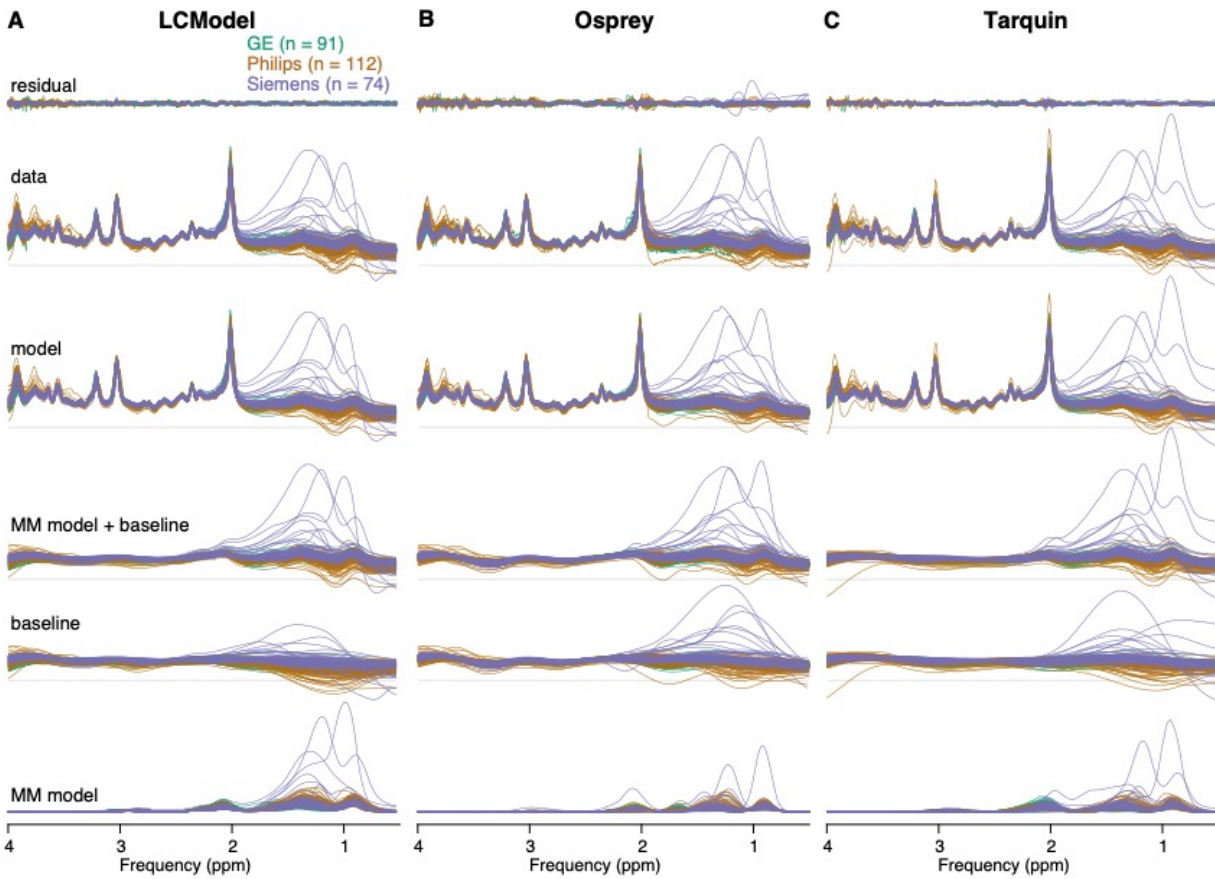 A LCModel B Osprey C Tarquin
GE (n = 91)
Philips (n = 112)
Siemens (n = 74)
residual
data
model
MM model + baseline
baseline
MM model
4 3 2 1 4 3 2 1 4 3 2 1
Frequency (ppm) Frequency (ppm) Frequency (ppm)